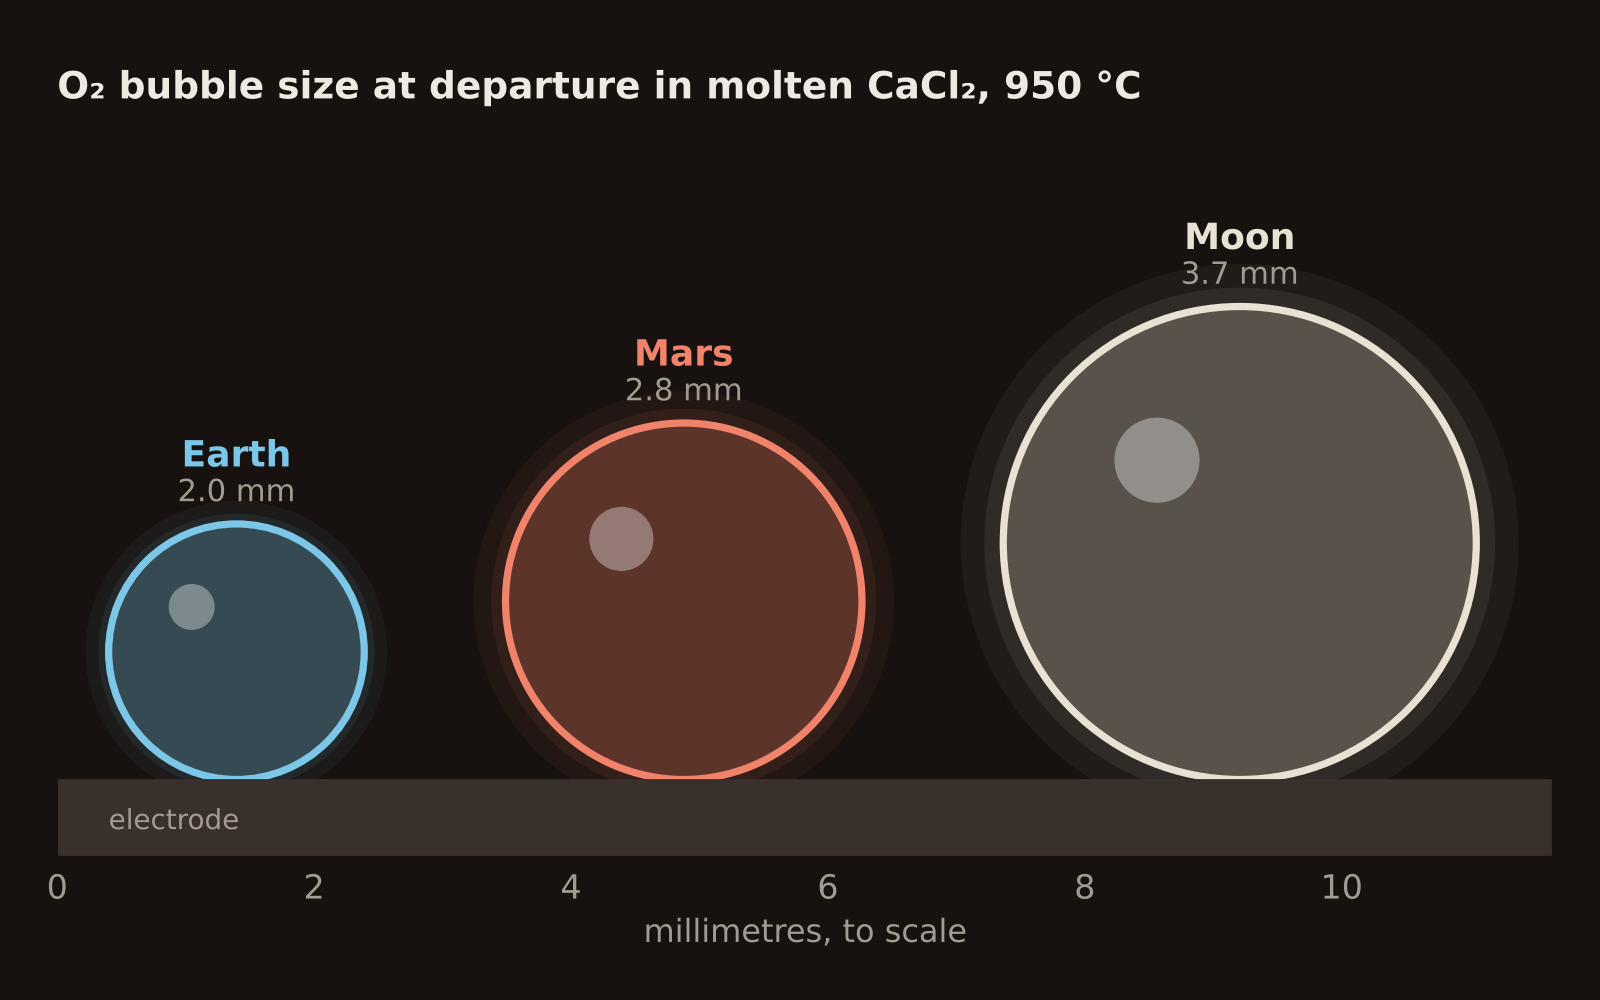 O₂ bubble size at departure in molten CaCl₂, 950 °C
Moon
3.7 mm
Mars
2.8 mm
Earth
2.0 mm
electrode
0 2 4 6 8 10
millimetres, to scale